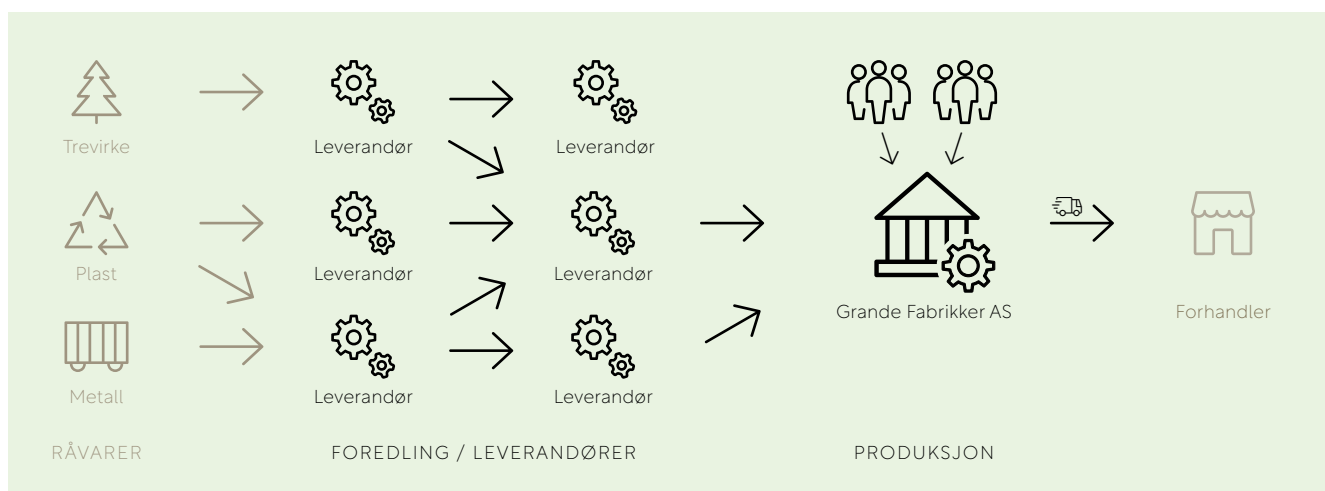 Trevirke
Leverandør
Leverandør
Plast
Leverandør
Leverandør
Grande Fabrikker AS
Forhandler
Metall
Leverandør
Leverandør
RÅVARER
FOREDLING / LEVERANDØRER
PRODUKSJON